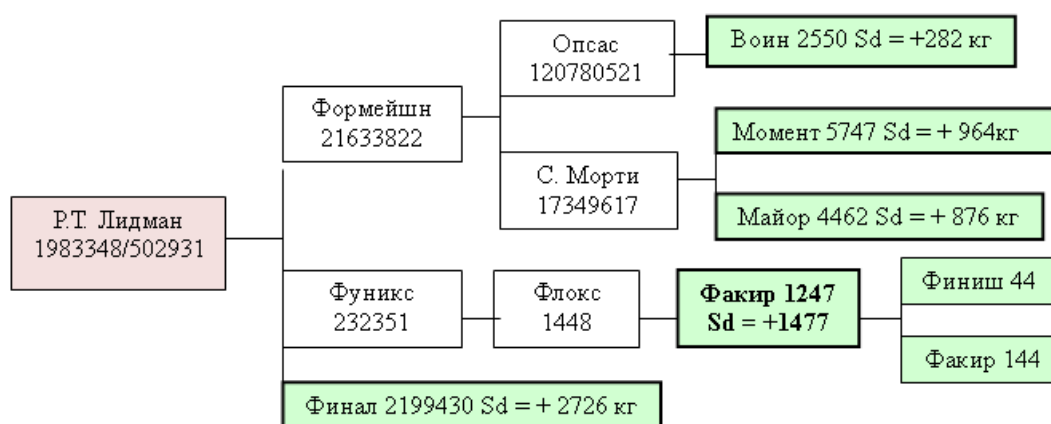 Р.Т. Лидман
1983348/502931
Формейшн
21633822
Опсас
120780521
Воин 2550 Sd = +282 кг
С. Морти
17349617
Момент 5747 Sd = + 964кг
Майор 4462 Sd = + 876 кг
Фуникс
232351
Флокс
1448
Факир 1247
Sd = +1477
Финиш 44
Факир 144
Финал 2199430 Sd = + 2726 кг